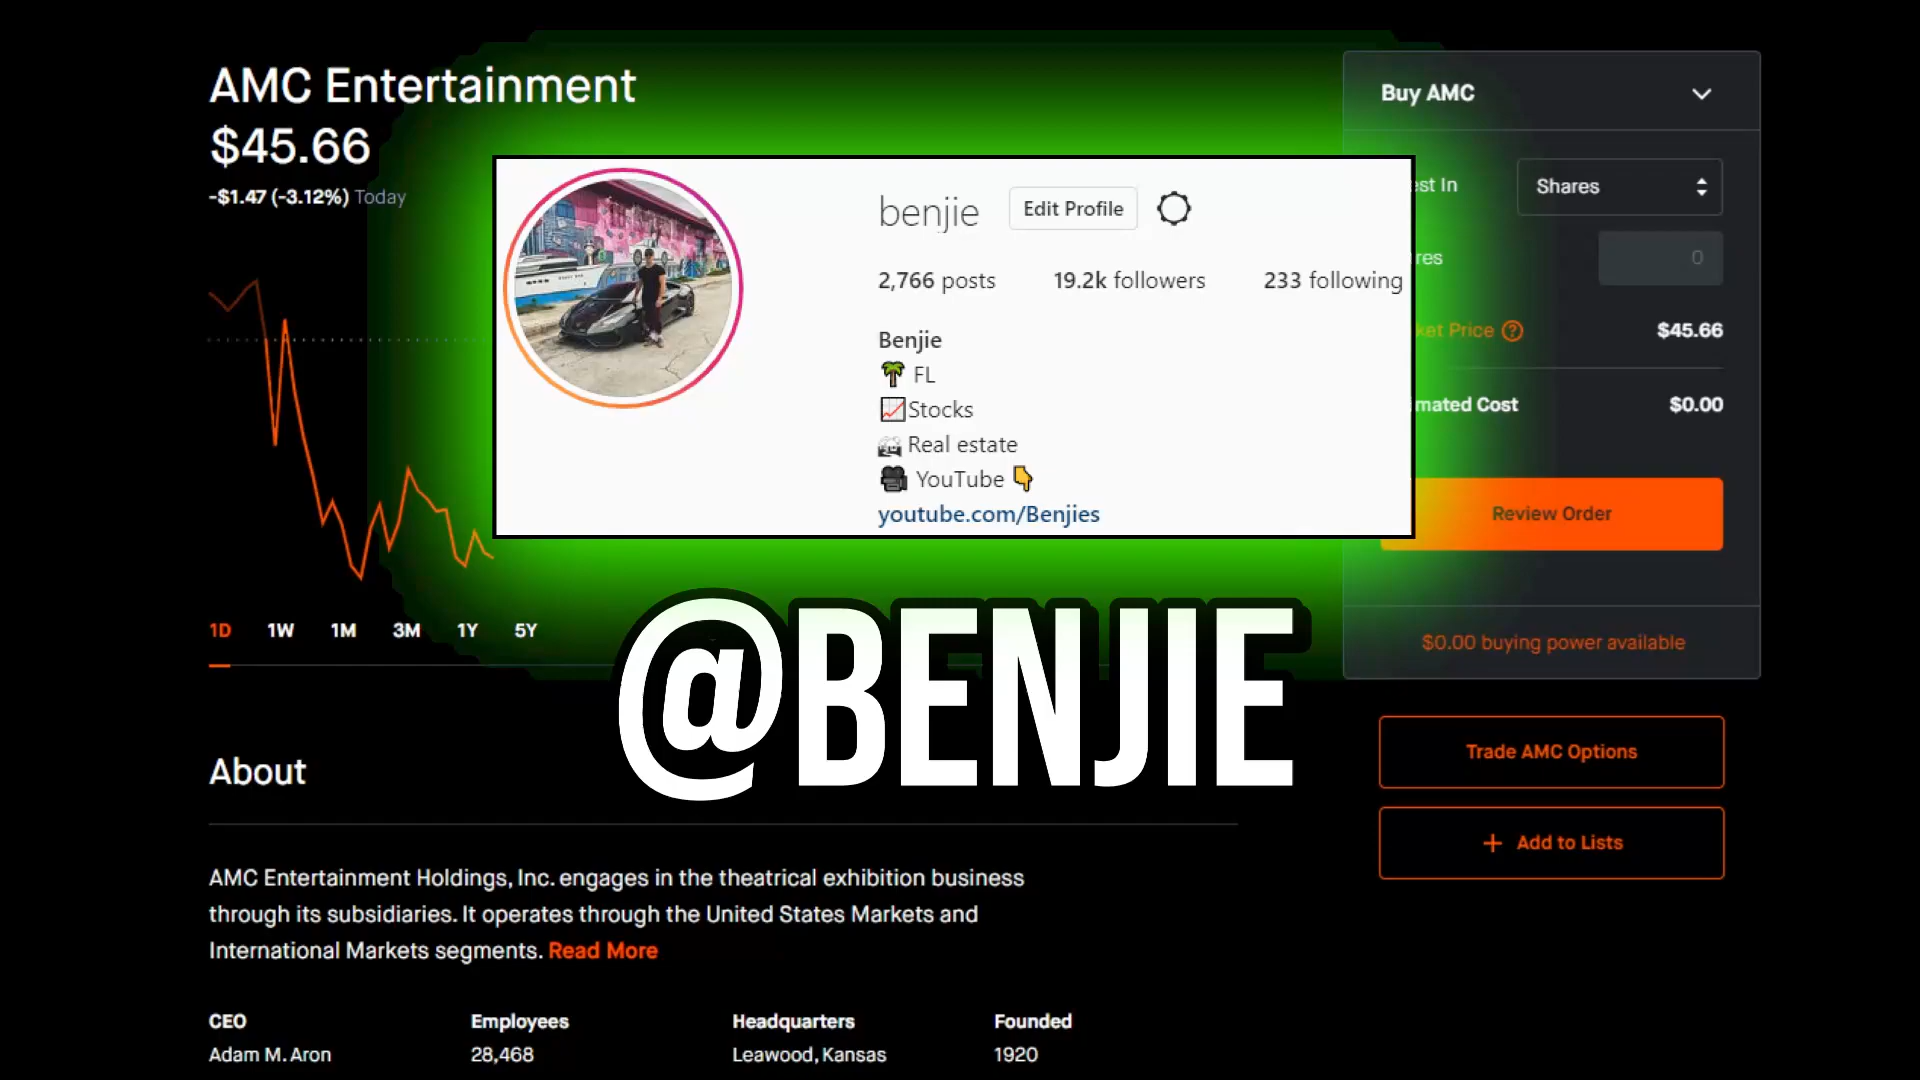 AMC Entertainment
$45.66
-$1.47 (-3.12%) Today
1D 1W 1M 3M 1Y 5Y
benjie Edit Profile
2,766 posts 19.2k followers 233 following
Benjie
FL
Stocks
Real estate
YouTube
youtube.com/Benjies
@BENJIE
Buy AMC
In Shares
0
Price $45.66
Cost $0.00
Review Order
$0.00 buying power available
Trade AMC Options
+ Add to Lists
About
AMC Entertainment Holdings, Inc. engages in the theatrical exhibition business
through its subsidiaries. It operates through the United States Markets and
International Markets segments. Read More
CEO Employees Headquarters Founded
Adam M. Aron 28,468 Leawood, Kansas 1920